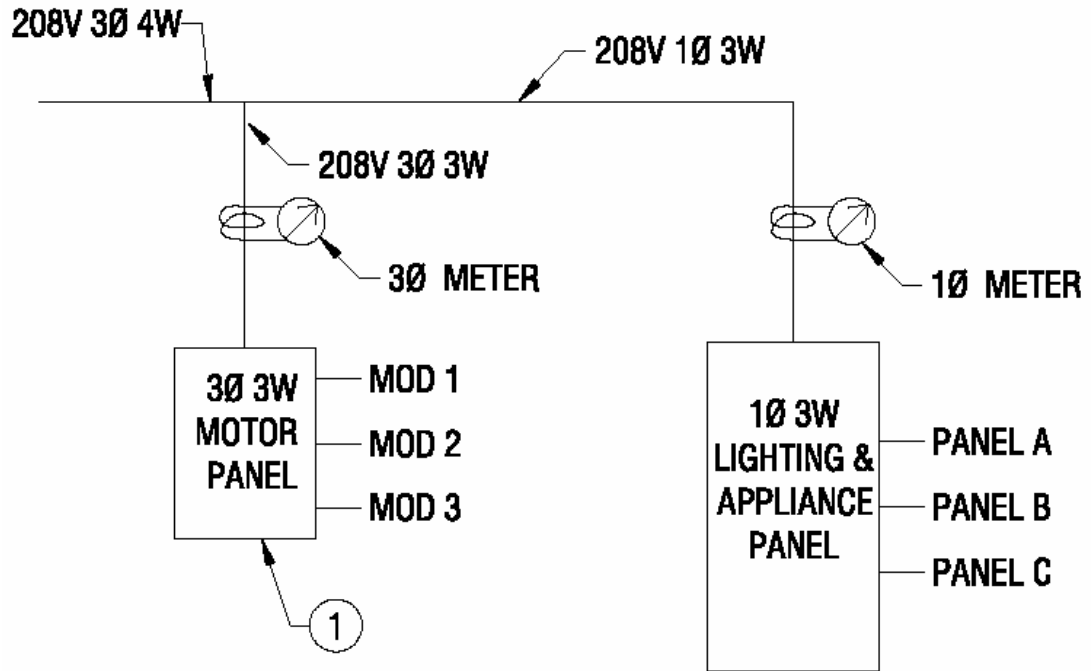 208V 3Ø 4W
208V 1Ø 3W
208V 3Ø 3W
3Ø METER
1Ø METER
3Ø 3W
MOTOR
PANEL
MOD 1
MOD 2
MOD 3
1Ø 3W
LIGHTING &
APPLIANCE
PANEL
PANEL A
PANEL B
PANEL C
1